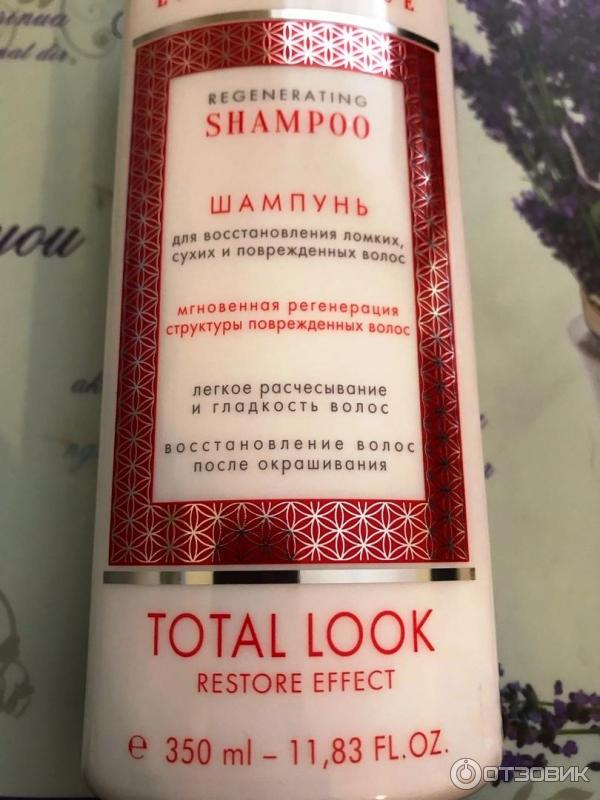 REGENERATING
SHAMPOO
ШАМПУНЬ
для восстановления ломких,
сухих и поврежденных волос
мгновенная регенерация
структуры поврежденных волос
легкое расчесывание
и гладкость волос
восстановление волос
после окрашивания
TOTAL LOOK
RESTORE EFFECT
℮ 350 ml – 11,83 FL.OZ.
you
ОТЗОВИК